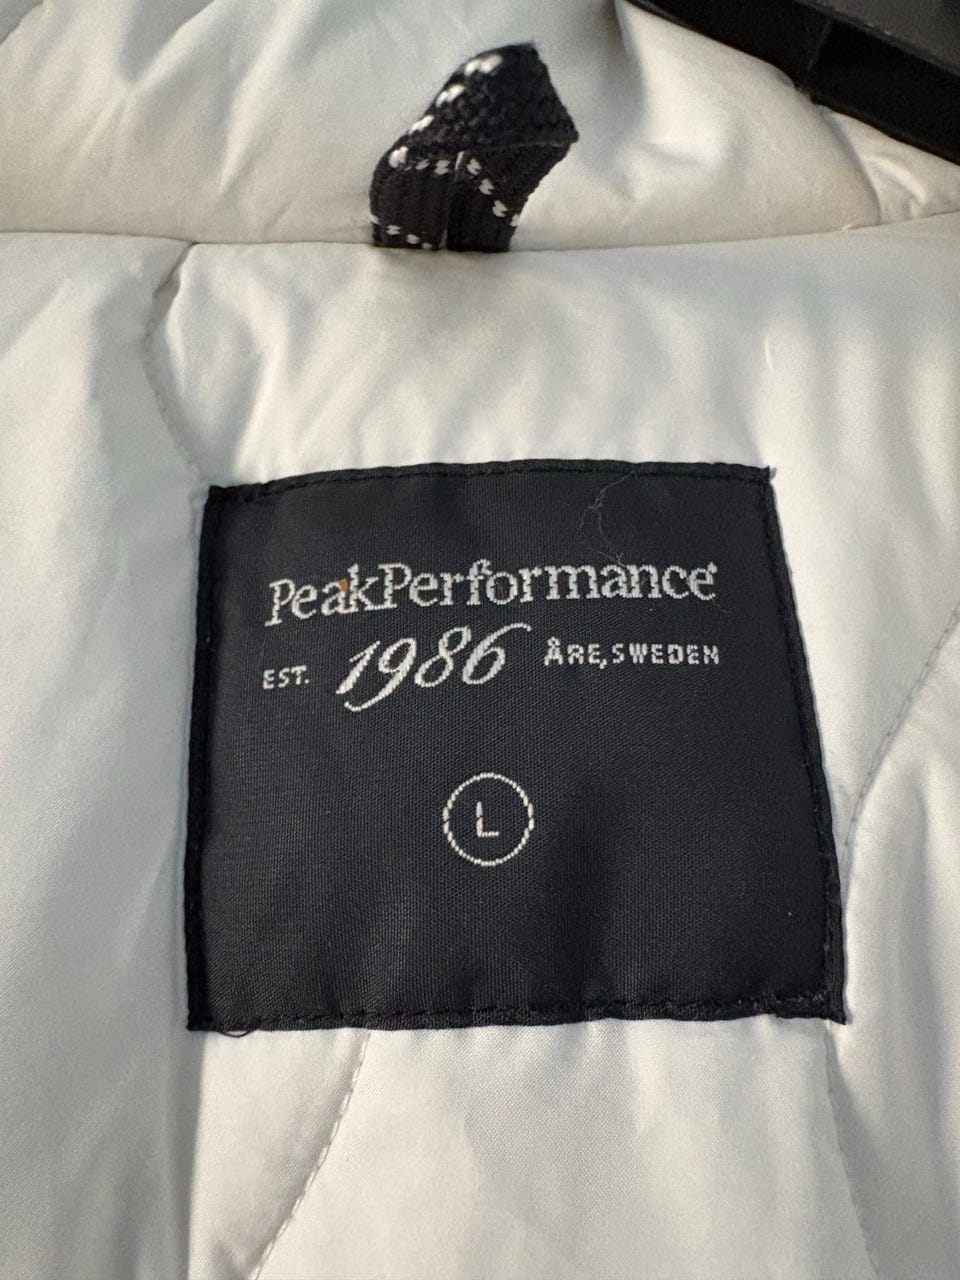 PeakPerformance
EST. 1986 ÅRE, SWEDEN
L